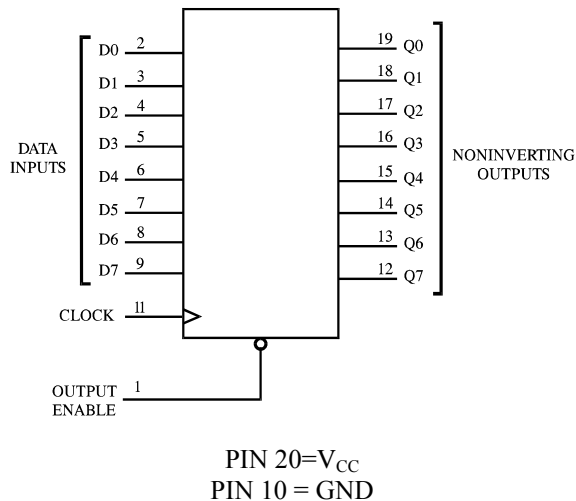 D0 2
D1 3
D2 4
D3 5
D4 6
D5 7
D6 8
D7 9
DATA
INPUTS
19 Q0
18 Q1
17 Q2
16 Q3
15 Q4
14 Q5
13 Q6
12 Q7
NONINVERTING
OUTPUTS
CLOCK 11
OUTPUT
ENABLE
1
PIN 20=VCC
PIN 10 = GND